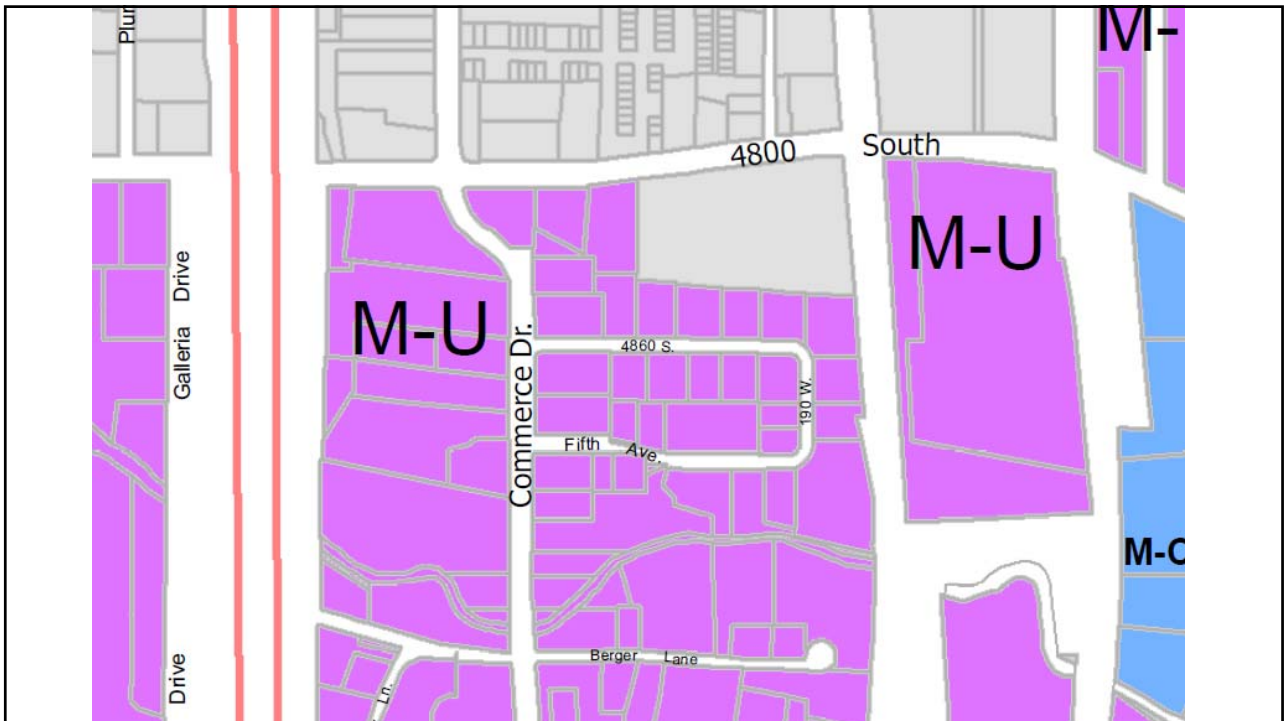 M-
4800 South
M-U
M-U
Galleria Drive
4860 S.
190 W.
Commerce Dr.
Fifth Ave.
M-C
Berger Lane
Drive
Ln.